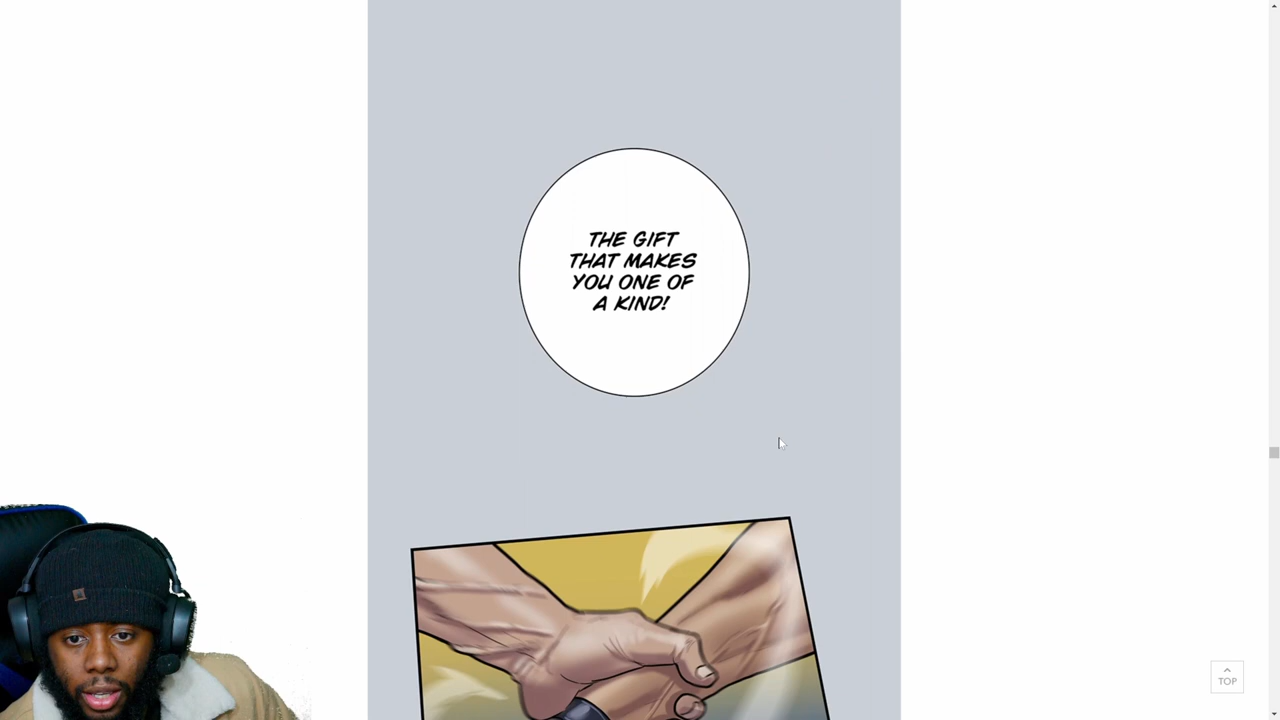 THE GIFT
THAT MAKES
YOU ONE OF
A KIND!
TOP